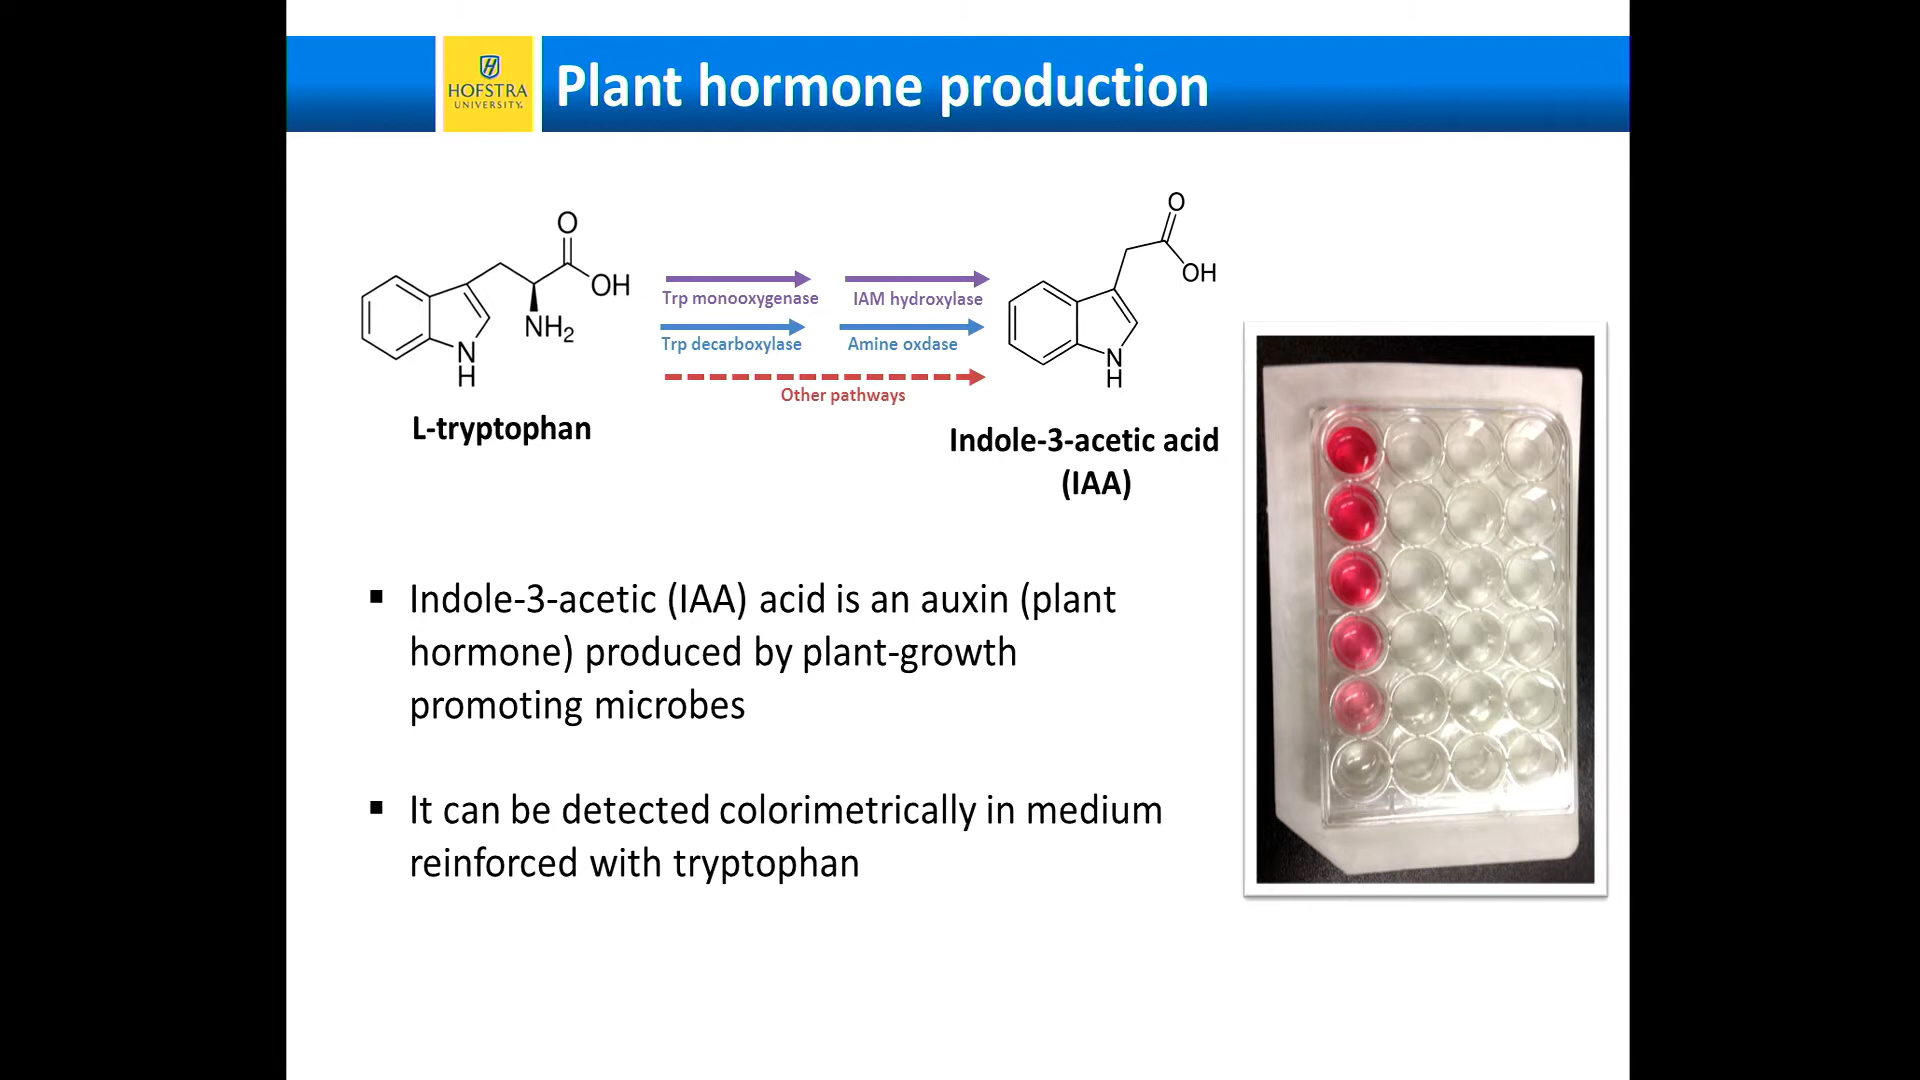 HOFSTRA
UNIVERSITY.
Plant hormone production
O
OH
NH2
N
H
Trp monooxygenase
IAM hydroxylase
Trp decarboxylase
Amine oxdase
Other pathways
O
OH
N
H
L-tryptophan
Indole-3-acetic acid
(IAA)
▪ Indole-3-acetic (IAA) acid is an auxin (plant
hormone) produced by plant-growth
promoting microbes
▪ It can be detected colorimetrically in medium
reinforced with tryptophan